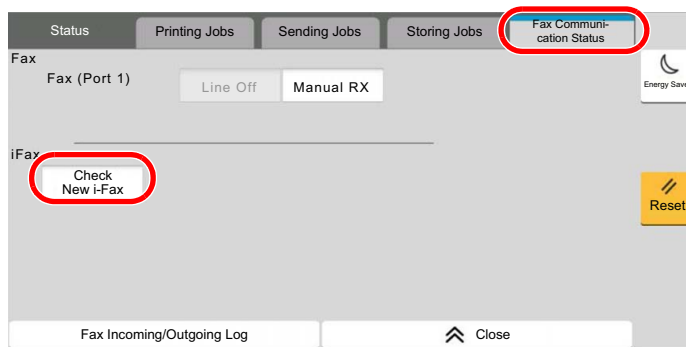 Status
Printing Jobs
Sending Jobs
Storing Jobs
Fax Communi-
cation Status
Fax
Fax (Port 1)
Line Off
Manual RX
Energy Save
iFax
Check
New i-Fax
Reset
Fax Incoming/Outgoing Log
Close